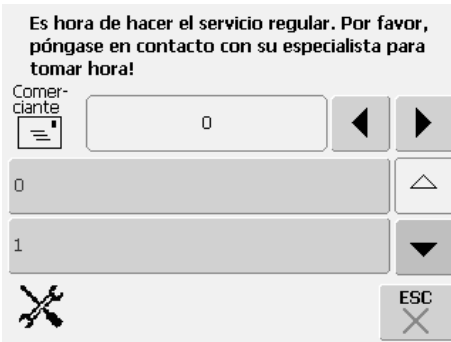 Es hora de hacer el servicio regular. Por favor,
póngase en contacto con su especialista para
tomar hora!
Comer-
ciante
0
0
1
ESC